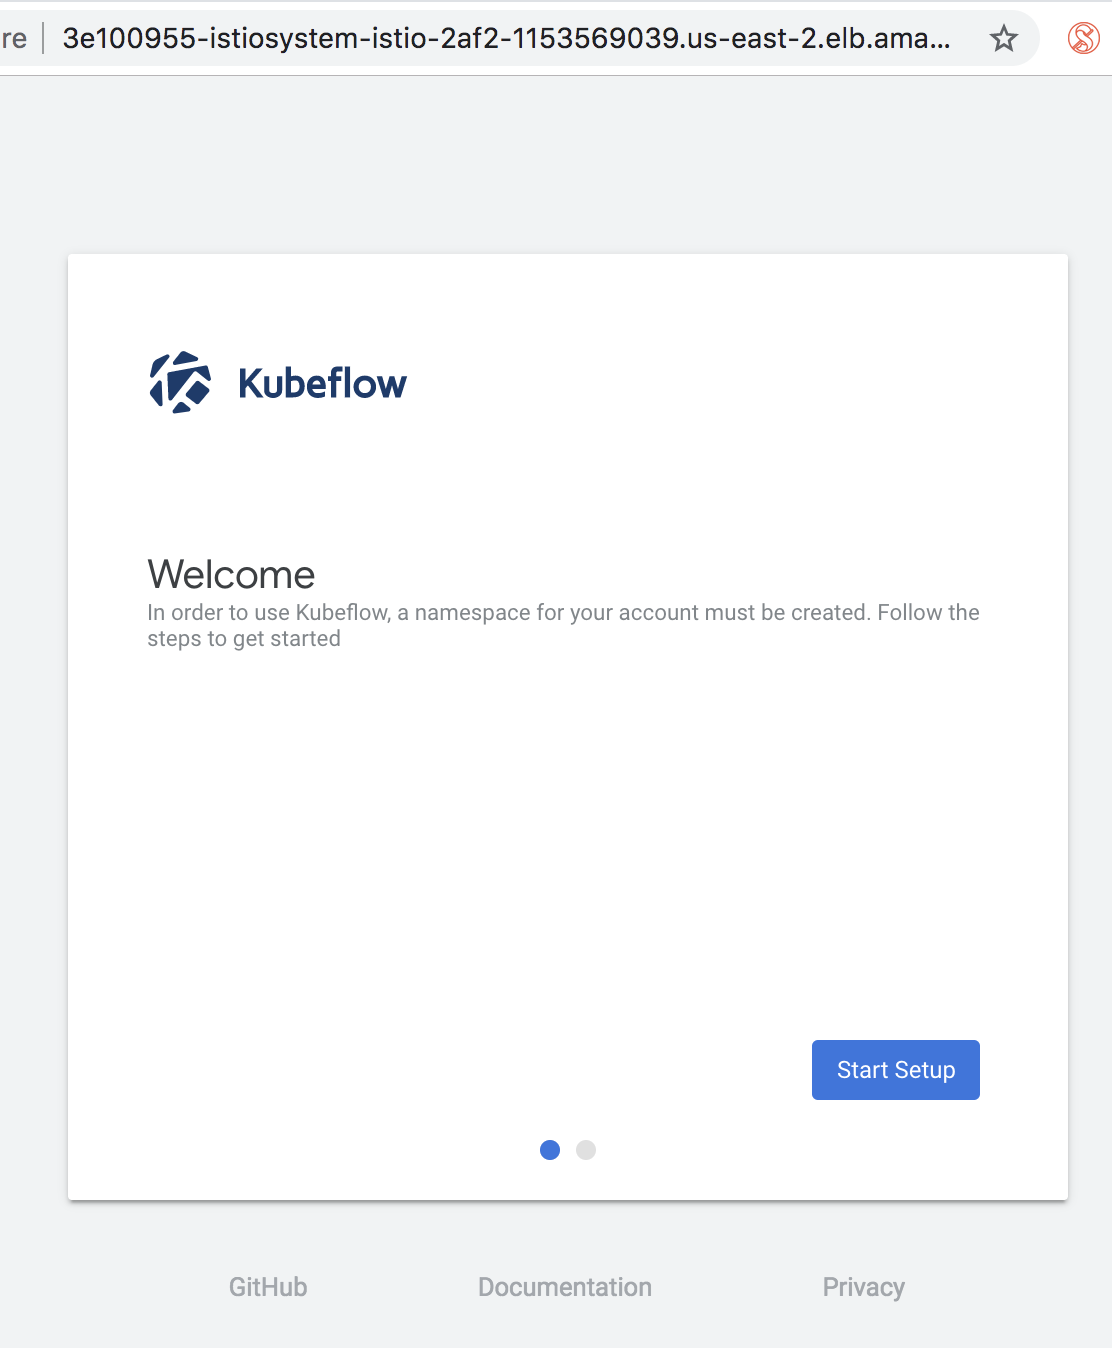 re 3e100955-istiosystem-istio-2af2-1153569039.us-east-2.elb.ama...
Kubeflow
Welcome
In order to use Kubeflow, a namespace for your account must be created. Follow the
steps to get started
Start Setup
GitHub Documentation Privacy